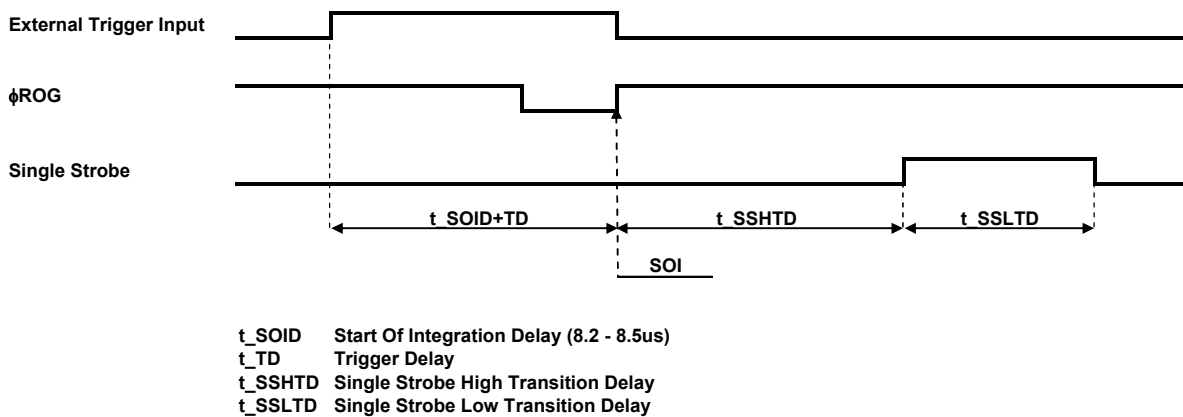 External Trigger Input
ϕROG
Single Strobe
t_SOID+TD
t_SSHTD
t_SSLTD
SOI
t_SOID Start Of Integration Delay (8.2 - 8.5us)
t_TD Trigger Delay
t_SSHTD Single Strobe High Transition Delay
t_SSLTD Single Strobe Low Transition Delay